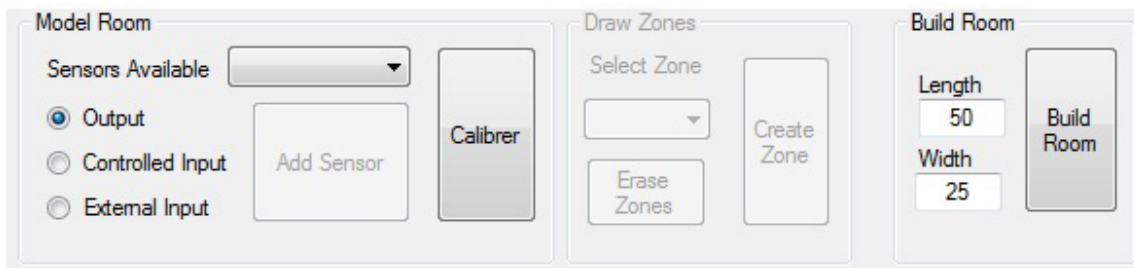 Model Room
Sensors Available
Output
Controlled Input
External Input
Add Sensor
Calibrer
Draw Zones
Select Zone
Erase
Zones
Create
Zone
Build Room
Length
50
Width
25
Build
Room